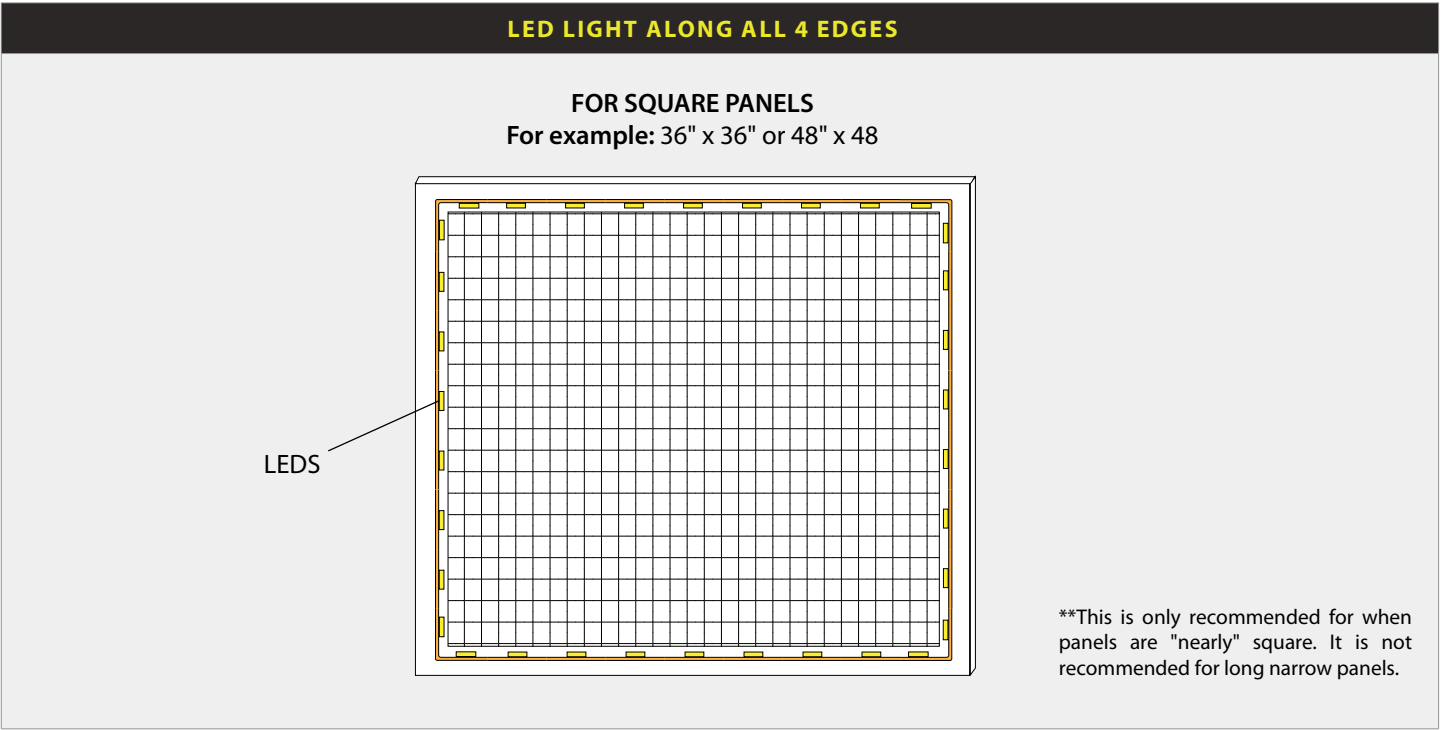 LED LIGHT ALONG ALL 4 EDGES
FOR SQUARE PANELS
For example: 36" x 36" or 48" x 48
LEDS
**This is only recommended for when
panels are "nearly" square. It is not
recommended for long narrow panels.